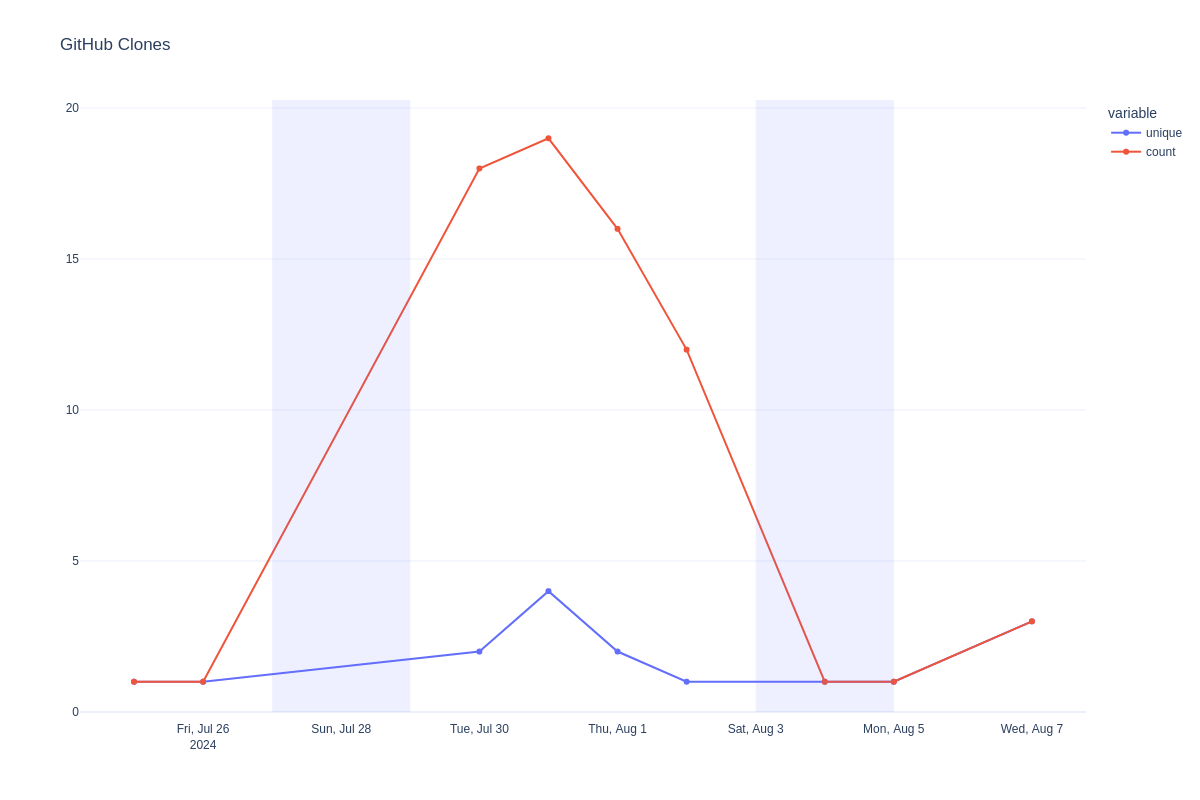 GitHub Clones
20
15
10
5
0
Fri, Jul 26
2024
Sun, Jul 28
Tue, Jul 30
Thu, Aug 1
Sat, Aug 3
Mon, Aug 5
Wed, Aug 7
variable
unique
count